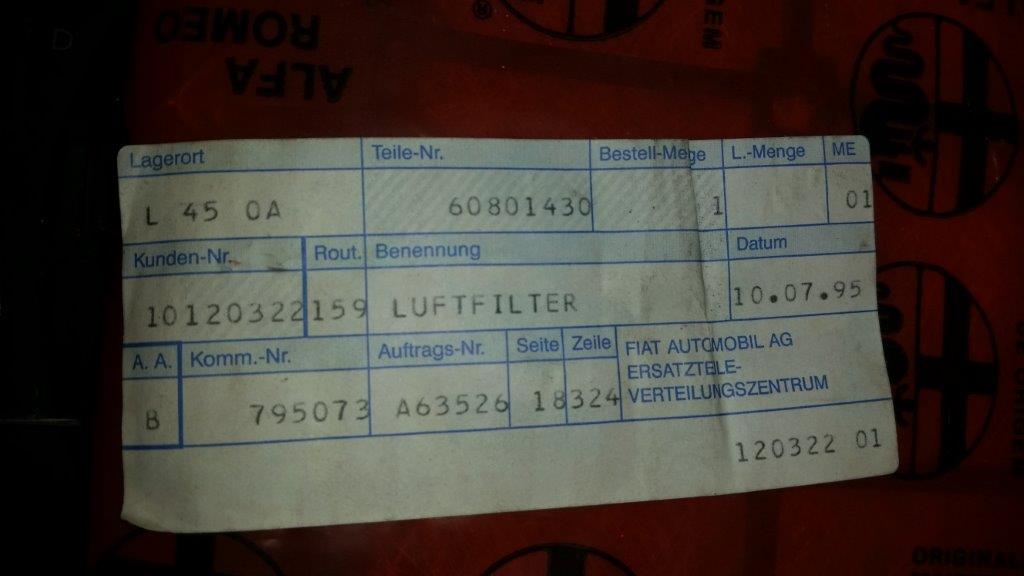 D
ALFA
ROMEO
®
GEM
Lagerort Teile-Nr. Bestell-Menge L.-Menge ME
L 45 0A 60801430 1 01
Kunden-Nr. Rout. Benennung Datum
10120322 159 LUFTFILTER 10.07.95
A. A. Komm.-Nr. Auftrags-Nr. Seite Zeile FIAT AUTOMOBIL AG
ERSATZTEILE-
VERTEILUNGSZENTRUM
B 795073 A63526 18 324
120322 01
ORIGINAL